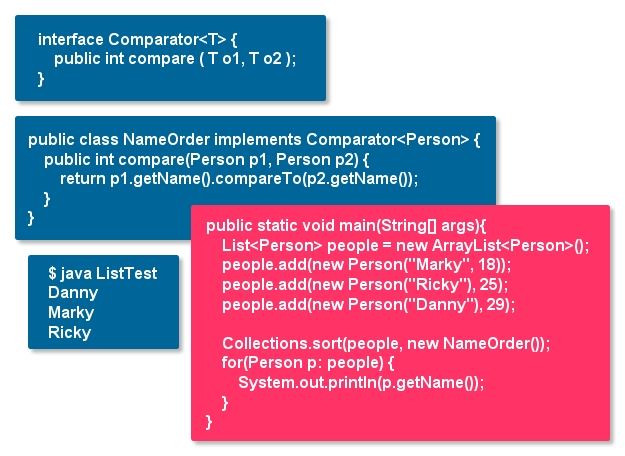 interface Comparator<T> {
public int compare ( T o1, T o2 );
}
public class NameOrder implements Comparator<Person> {
public int compare(Person p1, Person p2) {
return p1.getName().compareTo(p2.getName());
}
}
public static void main(String[] args){
List<Person> people = new ArrayList<Person>();
people.add(new Person("Marky", 18));
people.add(new Person("Ricky"), 25);
people.add(new Person("Danny"), 29);
Collections.sort(people, new NameOrder());
for(Person p: people) {
System.out.println(p.getName());
}
}
$ java ListTest
Danny
Marky
Ricky